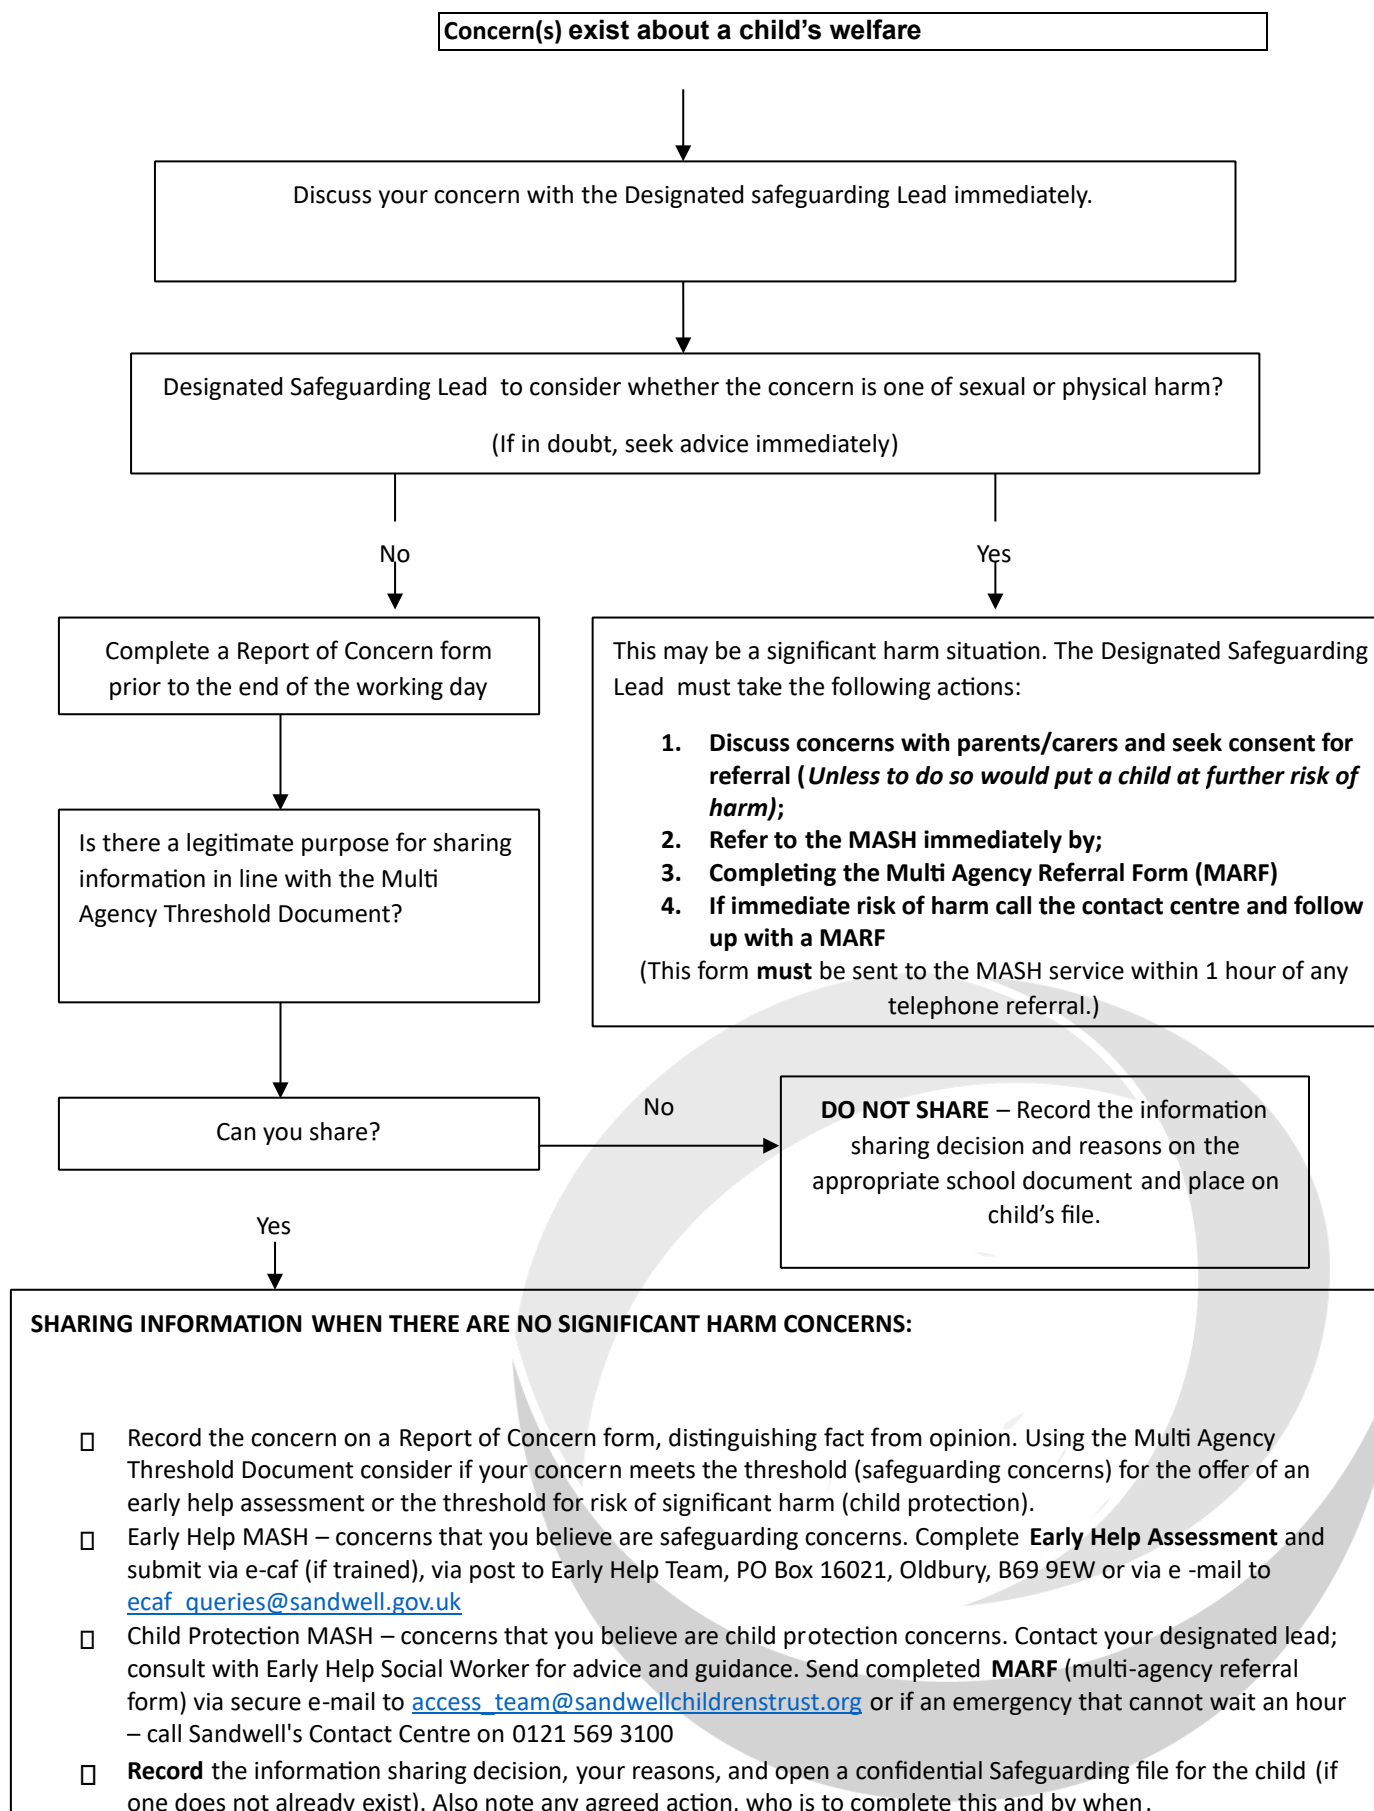 Concern(s) exist about a child's welfare
Discuss your concern with the Designated safeguarding Lead immediately.
Designated Safeguarding Lead to consider whether the concern is one of sexual or physical harm?
(If in doubt, seek advice immediately)
No
Yes
Complete a Report of Concern form
prior to the end of the working day
This may be a significant harm situation. The Designated Safeguarding
Lead must take the following actions:
1. Discuss concerns with parents/carers and seek consent for
referral (Unless to do so would put a child at further risk of
harm);
2. Refer to the MASH immediately by;
3. Completing the Multi Agency Referral Form (MARF)
4. If immediate risk of harm call the contact centre and follow
up with a MARF
(This form must be sent to the MASH service within 1 hour of any
telephone referral.)
Is there a legitimate purpose for sharing
information in line with the Multi
Agency Threshold Document?
Can you share?
No
DO NOT SHARE – Record the information
sharing decision and reasons on the
appropriate school document and place on
child's file.
Yes
SHARING INFORMATION WHEN THERE ARE NO SIGNIFICANT HARM CONCERNS:
Record the concern on a Report of Concern form, distinguishing fact from opinion. Using the Multi Agency
Threshold Document consider if your concern meets the threshold (safeguarding concerns) for the offer of an
early help assessment or the threshold for risk of significant harm (child protection).
Early Help MASH – concerns that you believe are safeguarding concerns. Complete Early Help Assessment and
submit via e-caf (if trained), via post to Early Help Team, PO Box 16021, Oldbury, B69 9EW or via e -mail to
ecaf_queries@sandwell.gov.uk
Child Protection MASH – concerns that you believe are child protection concerns. Contact your designated lead;
consult with Early Help Social Worker for advice and guidance. Send completed MARF (multi-agency referral
form) via secure e-mail to access_team@sandwellchildrenstrust.org or if an emergency that cannot wait an hour
– call Sandwell's Contact Centre on 0121 569 3100
Record the information sharing decision, your reasons, and open a confidential Safeguarding file for the child (if
one does not already exist). Also note any agreed action, who is to complete this and by when.